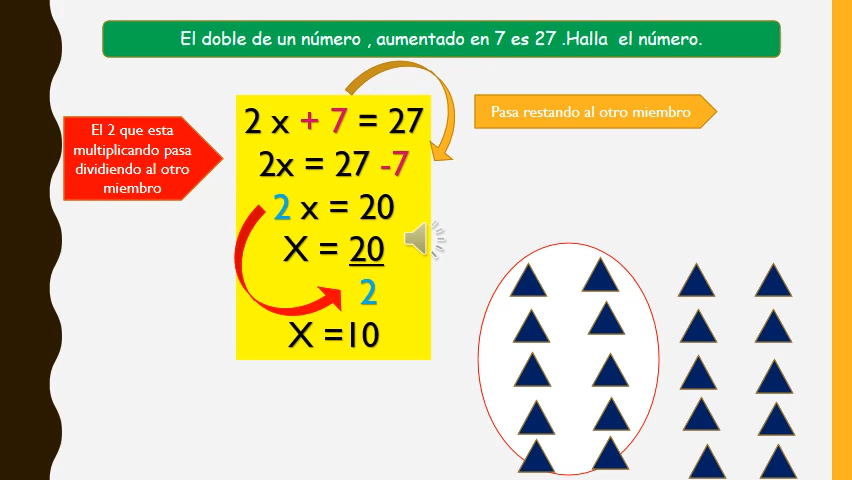 El doble de un número , aumentado en 7 es 27 .Halla el número.
Pasa restando al otro miembro
El 2 que esta
multiplicando pasa
dividiendo al otro
miembro
2 x + 7 = 27
2x = 27 -7
2 x = 20
X = 20
2
X =10